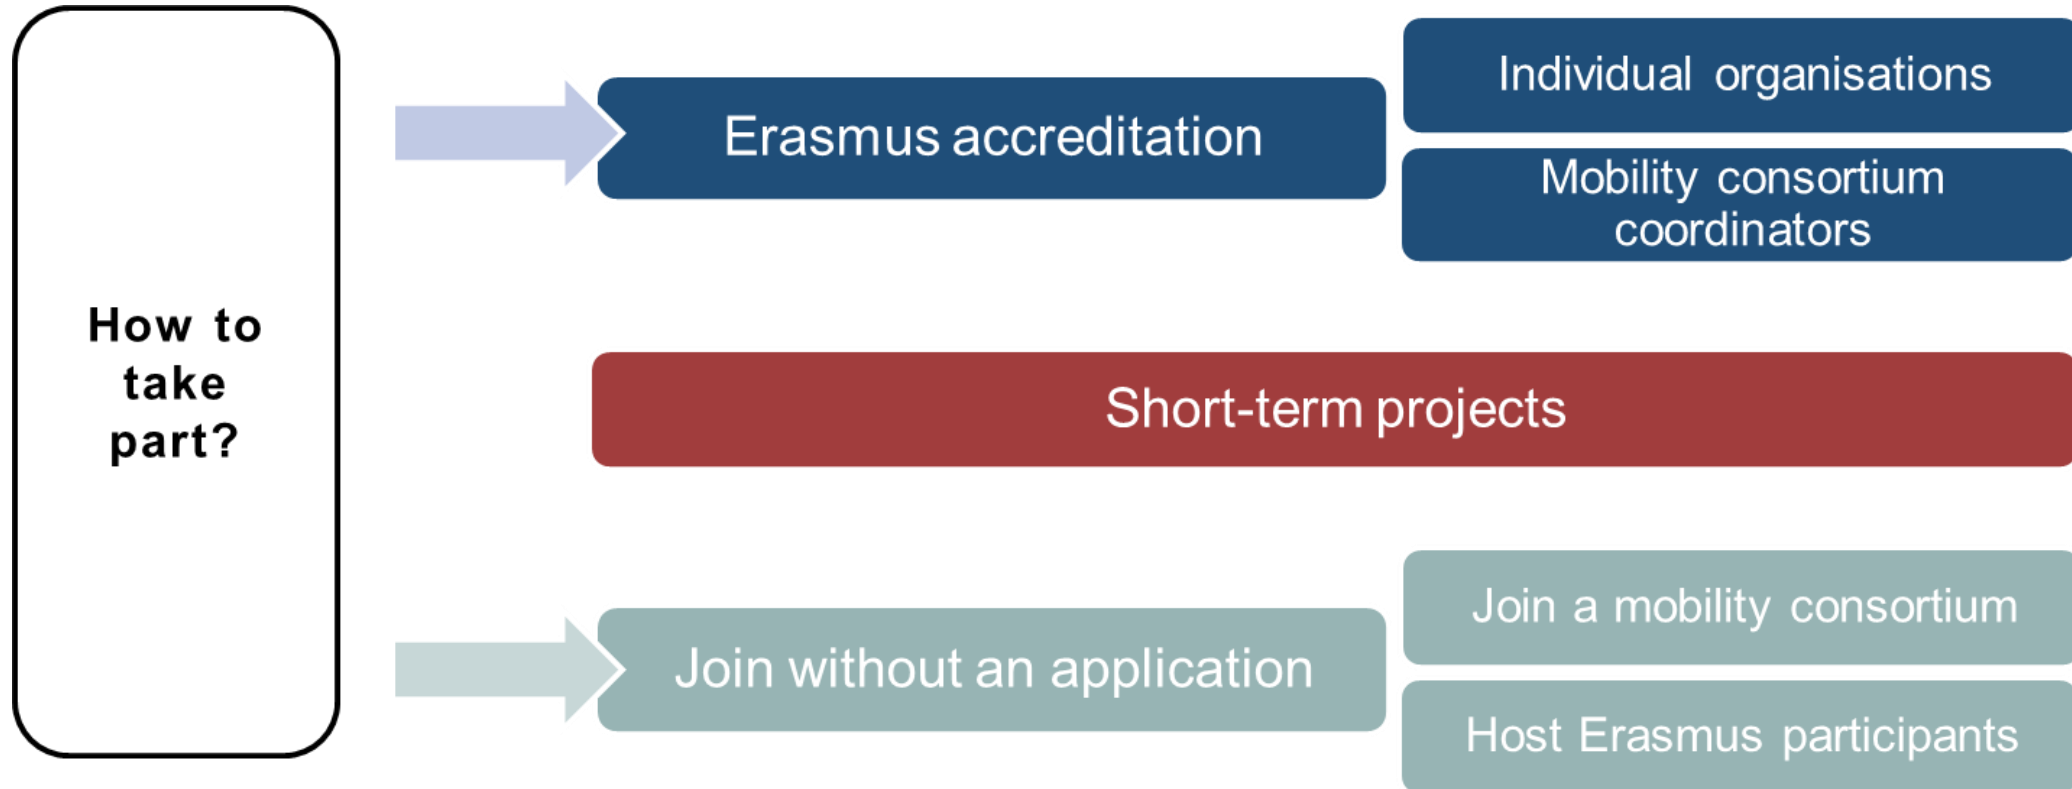 How to
take
part?
Erasmus accreditation
Individual organisations
Mobility consortium
coordinators
Short-term projects
Join without an application
Join a mobility consortium
Host Erasmus participants